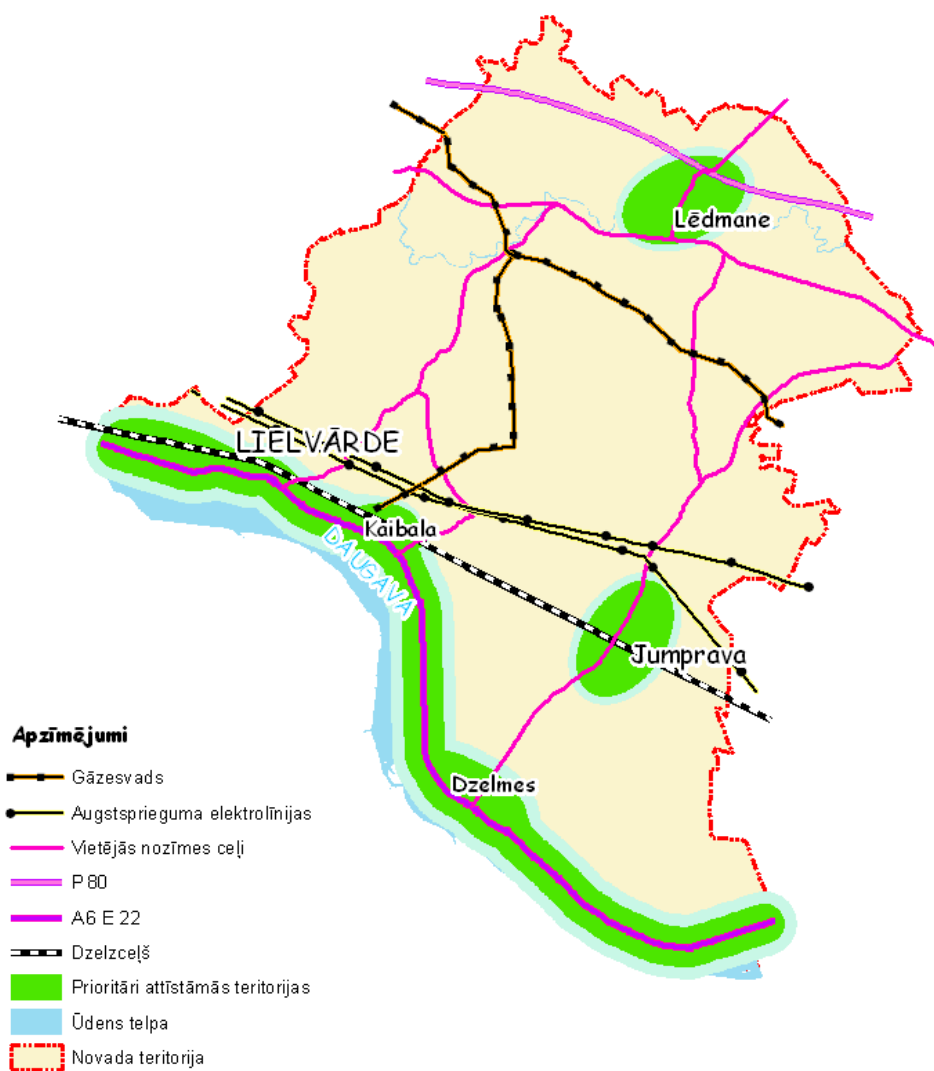 Lēdmane
LIELVĀRDE
Kaibala
DAUGAVA
Jumprava
Dzelmes
Apzīmējumi
Gāzesvads
Augstsprieguma elektrolīnijas
Vietējās nozīmes ceļi
P 80
A6 E 22
Dzelzceļš
Prioritāri attīstāmās teritorijas
Ūdens telpa
Novada teritorija